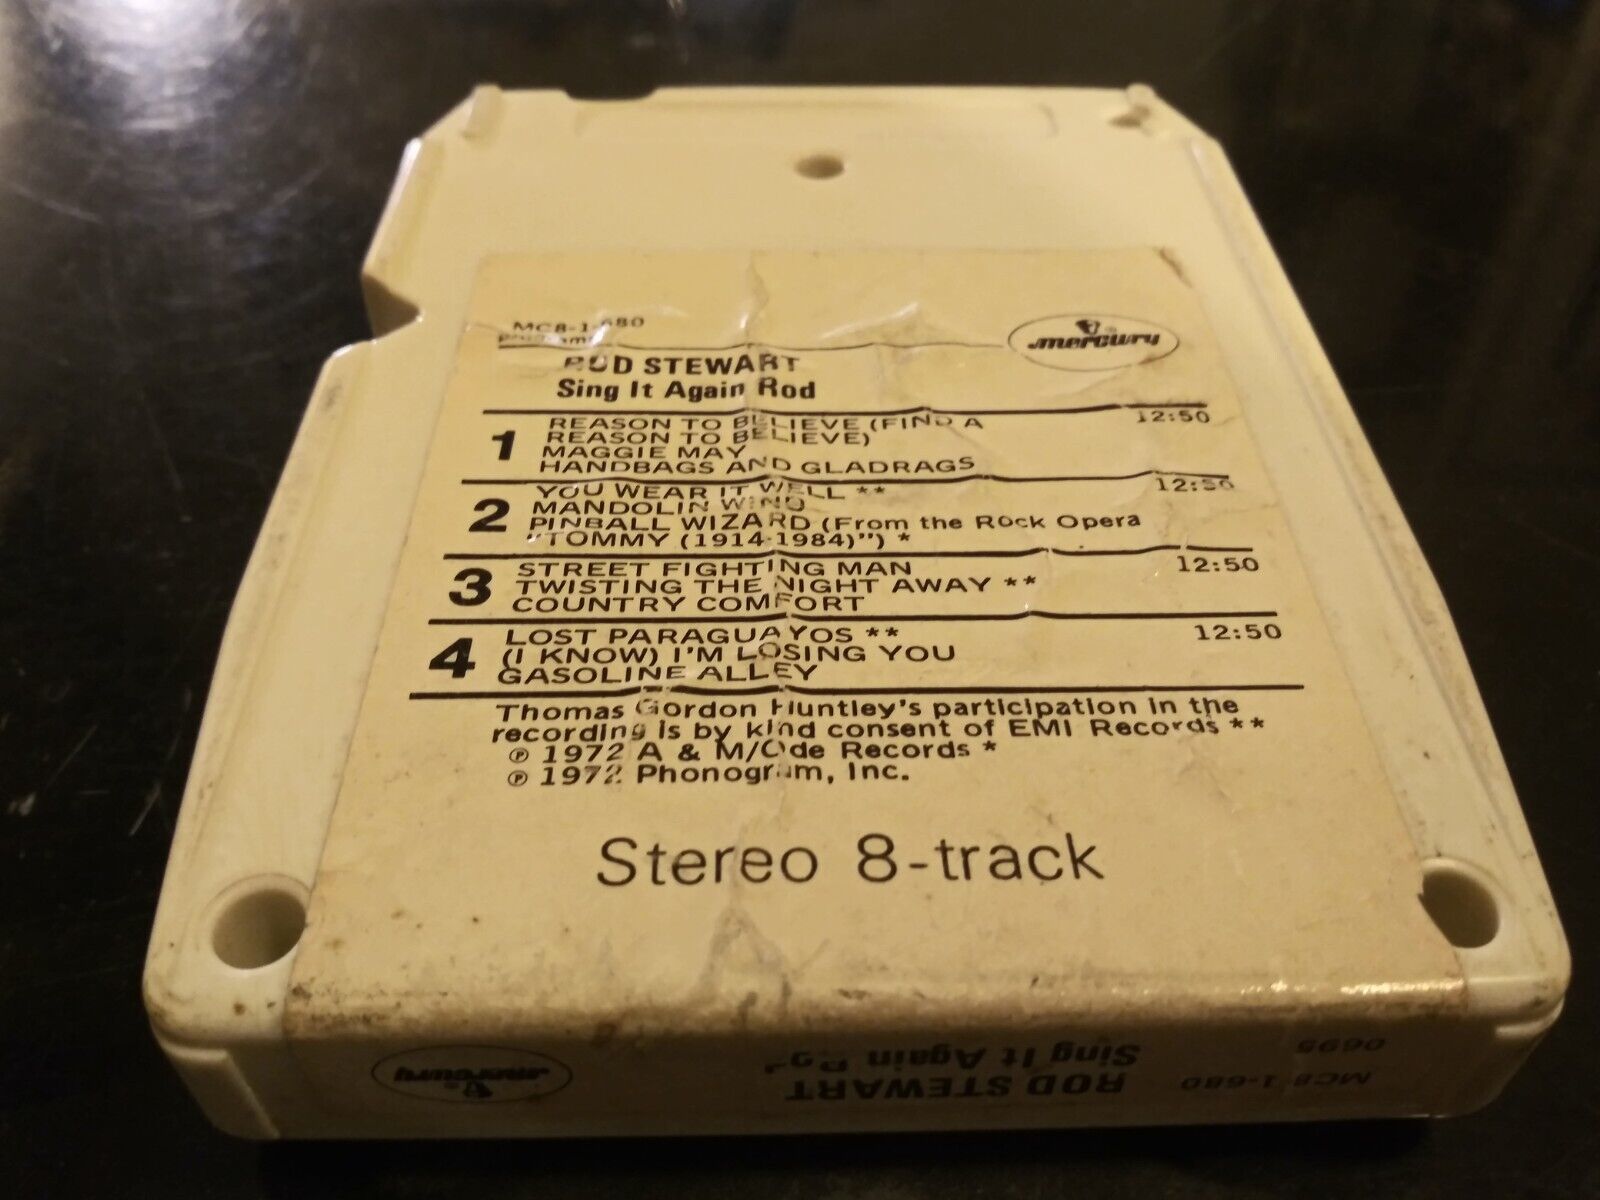 MC8-1-680
Programs
mercury
ROD STEWART
Sing It Again Rod
1 REASON TO BELIEVE (FIND A 12:50
REASON TO BELIEVE)
MAGGIE MAY
HANDBAGS AND GLADRAGS
2 YOU WEAR IT WELL ** 12:50
MANDOLIN WIND
PINBALL WIZARD (From the Rock Opera
"TOMMY (1914-1984)") *
3 STREET FIGHTING MAN 12:50
TWISTING THE NIGHT AWAY **
COUNTRY COMFORT
4 LOST PARAGUAYOS ** 12:50
(I KNOW) I'M LOSING YOU
GASOLINE ALLEY
Thomas Gordon Huntley's participation in the
recording is by kind consent of EMI Records **
℗ 1972 A & M/Ode Records *
℗ 1972 Phonogram, Inc.
Stereo 8-track
MC8-1-680 ROD STEWART mercury
0695 Sing It Again Rod